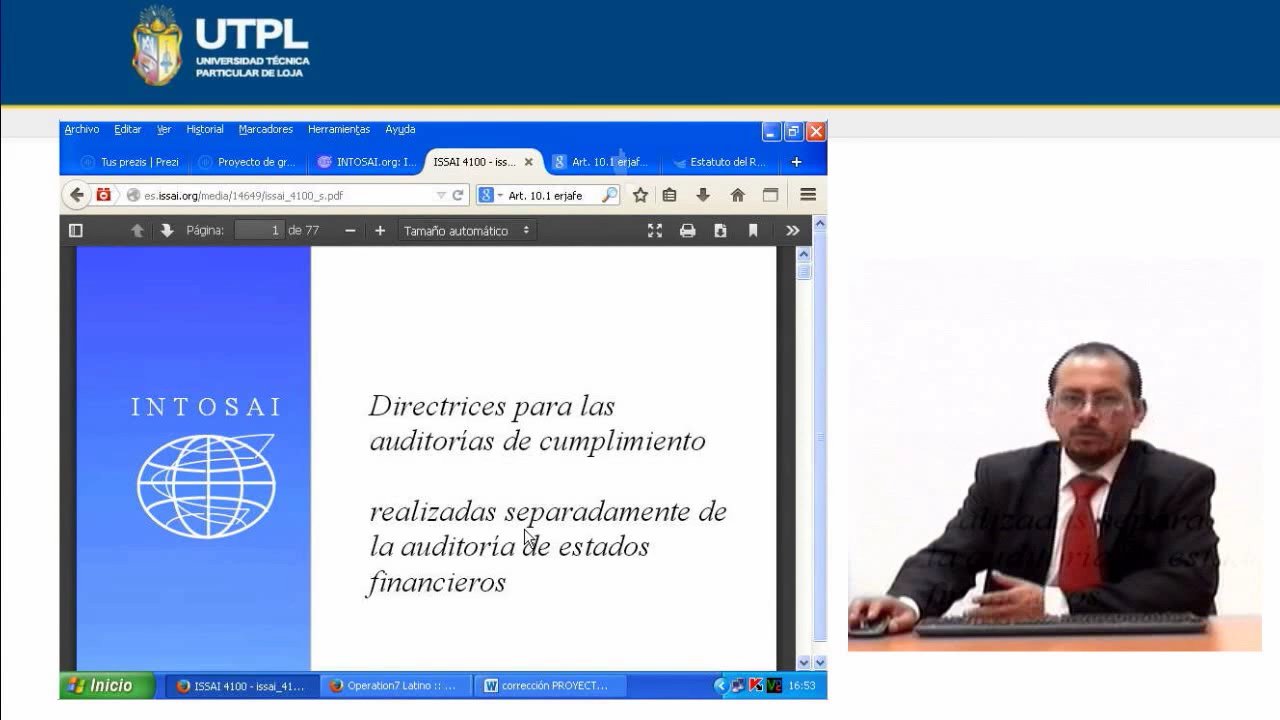 UTPL
UNIVERSIDAD TÉCNICA
PARTICULAR DE LOJA
Archivo Editar Ver Historial Marcadores Herramientas Ayuda
Tus prezis | Prezi
Proyecto de gr...
INTOSAI.org: I...
ISSAI 4100 - iss...
Art. 10.1 erjaf...
Estatuto del R...
es.issai.org/media/14649/issai_4100_s.pdf
Art. 10.1 erjafe
Página: 1 de 77
Tamaño automático
INTOSAI
Directrices para las
auditorías de cumplimiento
realizadas separadamente de
la auditoría de estados
financieros
Inicio
ISSAI 4100 - issai_41...
Operation7 Latino :: ...
corrección PROYECT...
16:53